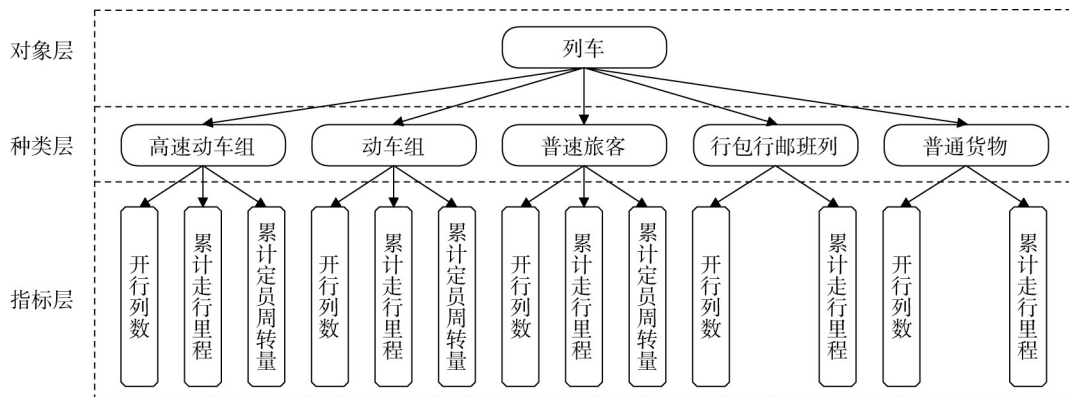 对象层
列车
种类层
高速动车组
动车组
普速旅客
行包行邮班列
普通货物
指标层
开行列数
累计走行里程
累计定员周转量
开行列数
累计走行里程
累计定员周转量
开行列数
累计走行里程
累计定员周转量
开行列数
累计走行里程
开行列数
累计走行里程